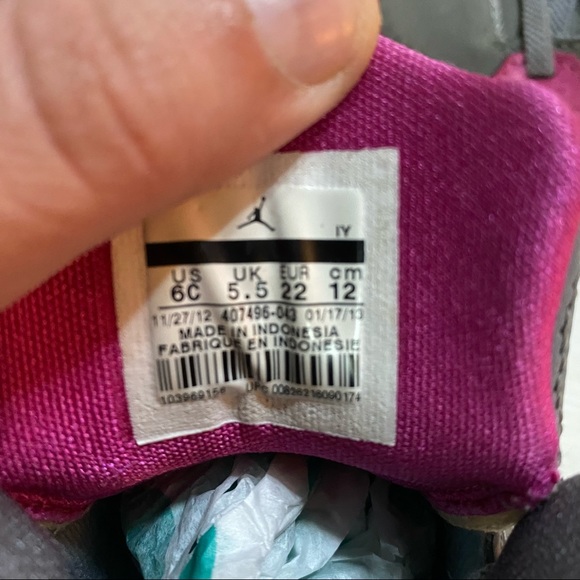 IY
US UK EUR cm
6C 5.5 22 12
11/27/12 407496-043 01/17/13
MADE IN INDONESIA
FABRIQUE EN INDONESIE